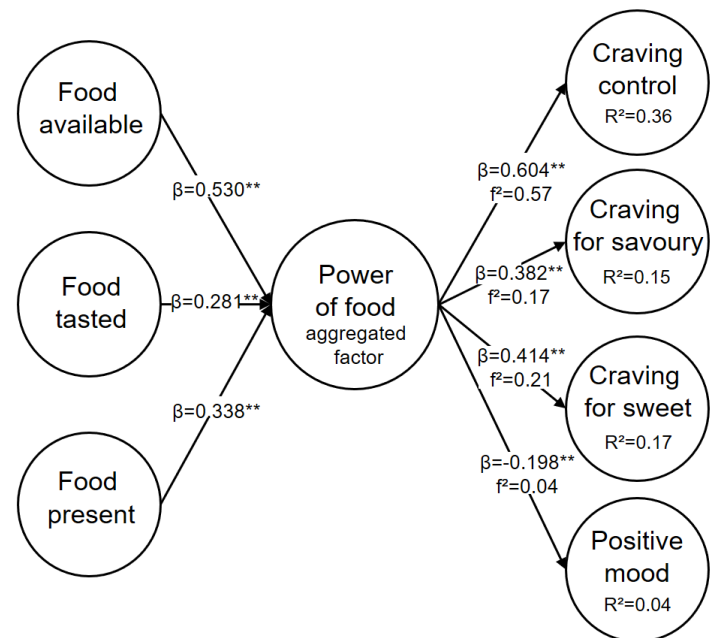 Food
available
β=0.530**
Food
tasted
β=0.281**
Food
present
β=0.338**
Power
of food
aggregated
factor
β=0.604**
f²=0.57
Craving
control
R²=0.36
β=0.382**
f²=0.17
Craving
for savoury
R²=0.15
β=0.414**
f²=0.21
Craving
for sweet
R²=0.17
β=-0.198**
f²=0.04
Positive
mood
R²=0.04